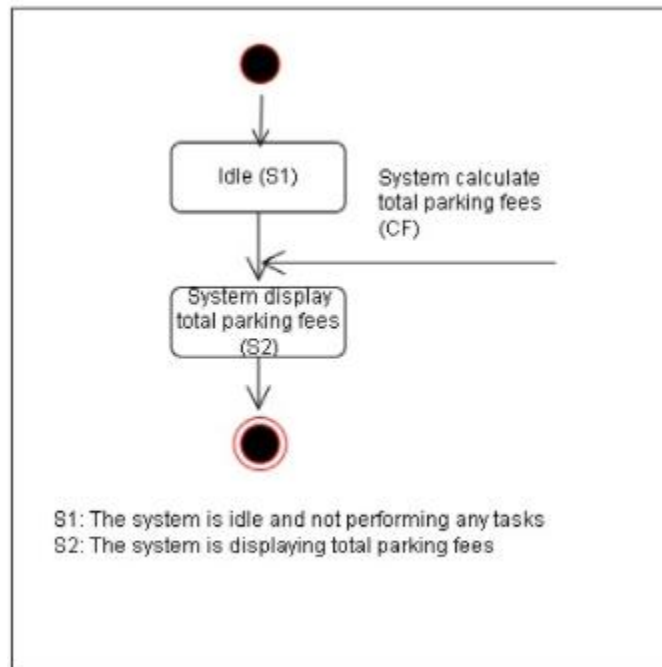 Idle (S1)
System calculate
total parking fees
(CF)
System display
total parking fees
(S2)
S1: The system is idle and not performing any tasks
S2: The system is displaying total parking fees